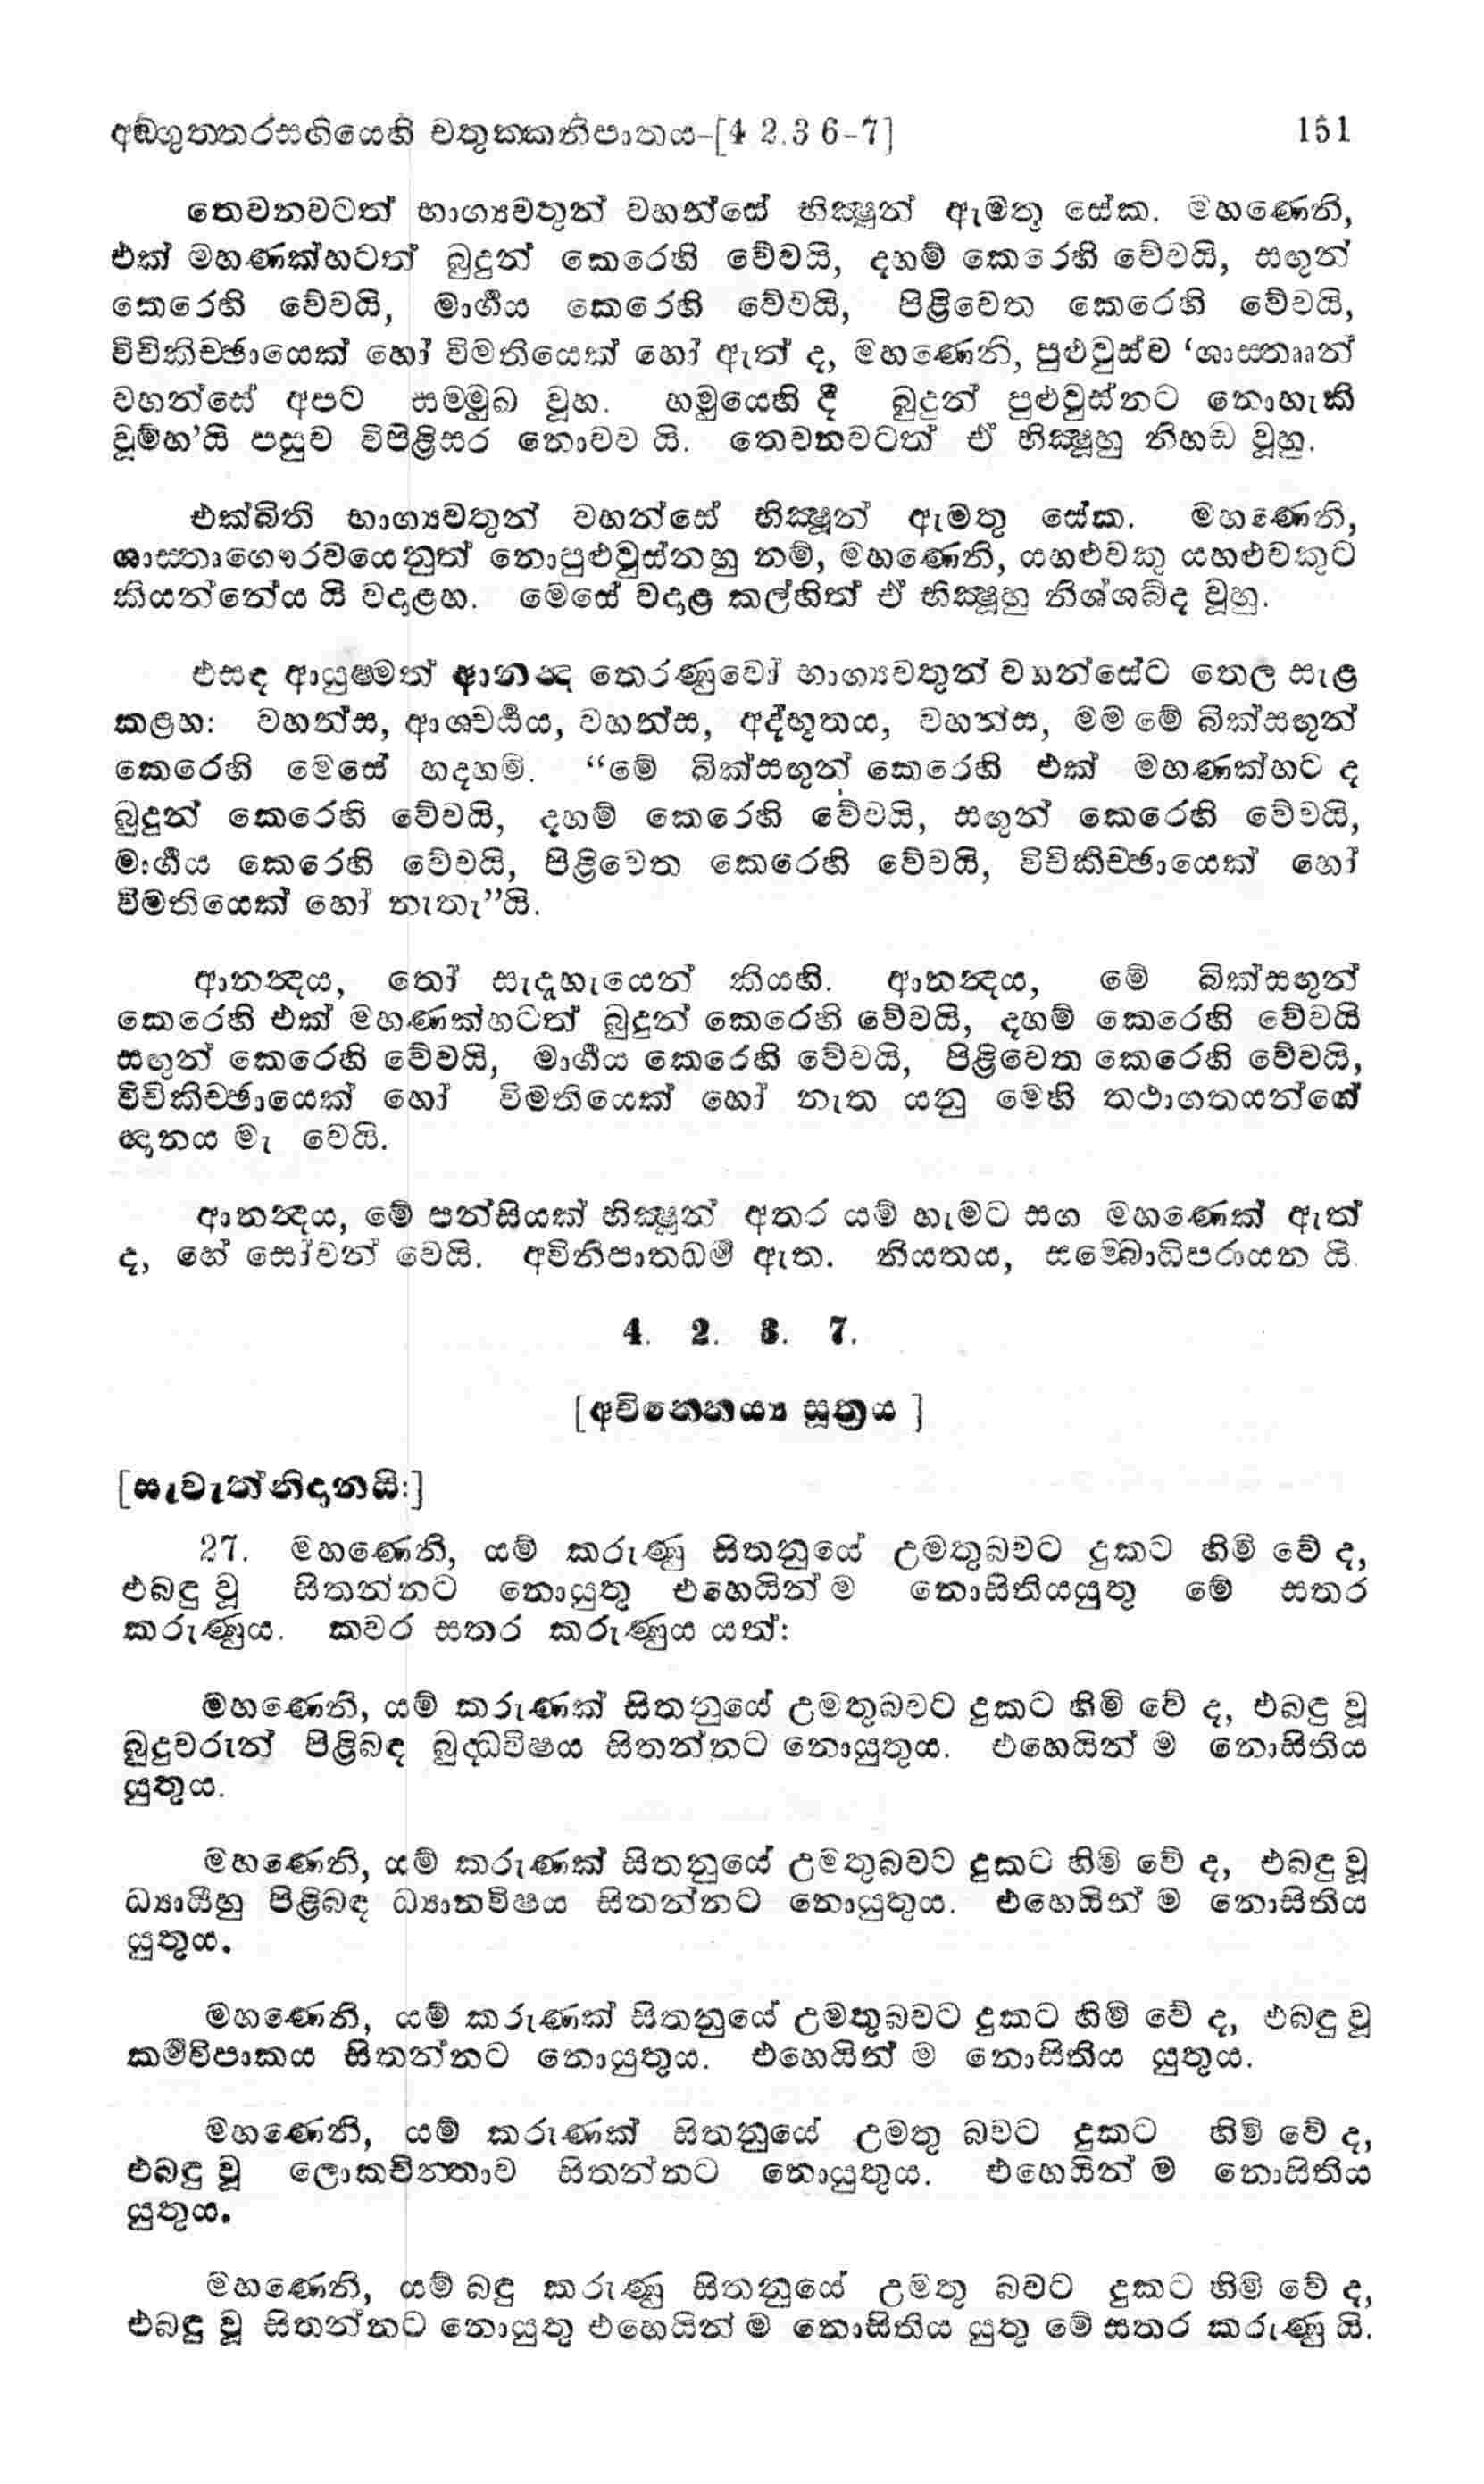 අඞ්ගුත්තරසඟියෙහි චතුක්කනිපාතය-[4 2.3 6-7] 151
තෙවනවටත් භාග්‍යවතුන් වහන්සේ භික්‍ෂූන් ඇමතූ සේක. මහණෙනි,
එක් මහණක්හටත් බුදුන් කෙරෙහි වේවයි, දහම් කෙරෙහි වේවයි, සඟුන්
කෙරෙහි වේවයි, මාර්‍ගය කෙරෙහි වේවයි, පිළිවෙත කෙරෙහි වේවයි,
විචිකිච්ඡායෙක් හෝ විමතියෙක් හෝ ඇත් ද, මහණෙනි, පුළුවුස්ව ‘ශාස්තෲන්
වහන්සේ අපට සම්මුඛ වූහ. හමුයෙහි දී බුදුන් පුළුවුස්නට නොහැකි
වූම්හ’යි පසුව විපිළිසර නොවව යි. තෙවනවටත් ඒ භික්‍ෂූහු නිහඬ වූහු.
එක්බිති භාග්‍යවතුන් වහන්සේ භික්‍ෂූන් ඇමතූ සේක. මහණෙනි,
ශාස්තෘගෞරවයෙනුත් නොපුළුවුස්නහු නම්, මහණෙනි, යහළුවකු යහළුවකුට
කියන්නේය යි වදාළහ. මෙසේ වදාළ කල්හිත් ඒ භික්‍ෂූහු නිශ්ශබ්ද වූහු.
එසඳ ආයුෂ්මත් ආනන්‍ද තෙරණුවෝ භාග්‍යවතුන් වහන්සේට තෙල සැළ
කළහ: වහන්ස, ආශ්චර්‍ය්‍යය, වහන්ස, අද්භූතය, වහන්ස, මම මේ බික්සඟුන්
කෙරෙහි මෙසේ හදහමි. “මේ බික්සඟුන් කෙරෙහි එක් මහණක්හට ද
බුදුන් කෙරෙහි වේවයි, දහම් කෙරෙහි වේවයි, සඟුන් කෙරෙහි වේවයි,
මාර්‍ගය කෙරෙහි වේවයි, පිළිවෙත කෙරෙහි වේවයි, විචිකිච්ඡායෙක් හෝ
විමතියෙක් හෝ නැතැ”යි.
ආනන්‍දය, තෝ සැදැහැයෙන් කියහි. ආනන්‍දය, මේ බික්සඟුන්
කෙරෙහි එක් මහණක්හටත් බුදුන් කෙරෙහි වේවයි, දහම් කෙරෙහි වේවයි
සඟුන් කෙරෙහි වේවයි, මාර්‍ගය කෙරෙහි වේවයි, පිළිවෙත කෙරෙහි වේවයි,
විචිකිච්ඡායෙක් හෝ විමතියෙක් හෝ නැත යනු මෙහි තථාගතයන්ගේ
ඥානය මැ වෙයි.
ආනන්‍දය, මේ පන්සියක් භික්‍ෂූන් අතර යම් හැමට සග මහණෙක් ඇත්
ද, හේ සෝවන් වෙයි. අවිනිපාතධර්‍ම ඇත. නියතය, සම්බොධිපරායන යි.
4. 2. 3. 7.
[අචින්තෙන්‍ය්‍ය සූත්‍රය ]
[සැවැත්නිදානයි:]
27. මහණෙනි, යම් කරුණු සිතනුයේ උමතුබවට දුකට හිමි වේ ද,
එබඳු වූ සිතන්නට නොයුතු එහෙයින් ම නොසිතියයුතු මේ සතර
කරුණුය. කවර සතර කරුණුය යත්:
මහණෙනි, යම් කරුණක් සිතනුයේ උමතුබවට දුකට හිමි වේ ද, එබඳු වූ
බුදුවරුන් පිළිබඳ බුද්ධවිෂය සිතන්නට නොයුතුය. එහෙයින් ම නොසිතිය
යුතුය.
මහණෙනි, යම් කරුණක් සිතනුයේ උමතුබවට දුකට හිමි වේ ද, එබඳු වූ
ධ්‍යායීහු පිළිබඳ ධ්‍යානවිෂය සිතන්නට නොයුතුය. එහෙයින් ම නොසිතිය
යුතුය.
මහණෙනි, යම් කරුණක් සිතනුයේ උමතුබවට දුකට හිමි වේ ද, එබඳු වූ
කර්‍මවිපාකය සිතන්නට නොයුතුය. එහෙයින් ම නොසිතිය යුතුය.
මහණෙනි, යම් කරුණක් සිතනුයේ උමතු බවට දුකට හිමි වේ ද,
එබඳු වූ ලොකචින්තාව සිතන්නට නොයුතුය. එහෙයින් ම නොසිතිය
යුතුය.
මහණෙනි, යම් බඳු කරුණු සිතනුයේ උමතු බවට දුකට හිමි වේ ද,
එබඳු වූ සිතන්නට නොයුතු එහෙයින් ම නොසිතිය යුතු මේ සතර කරුණු යි.